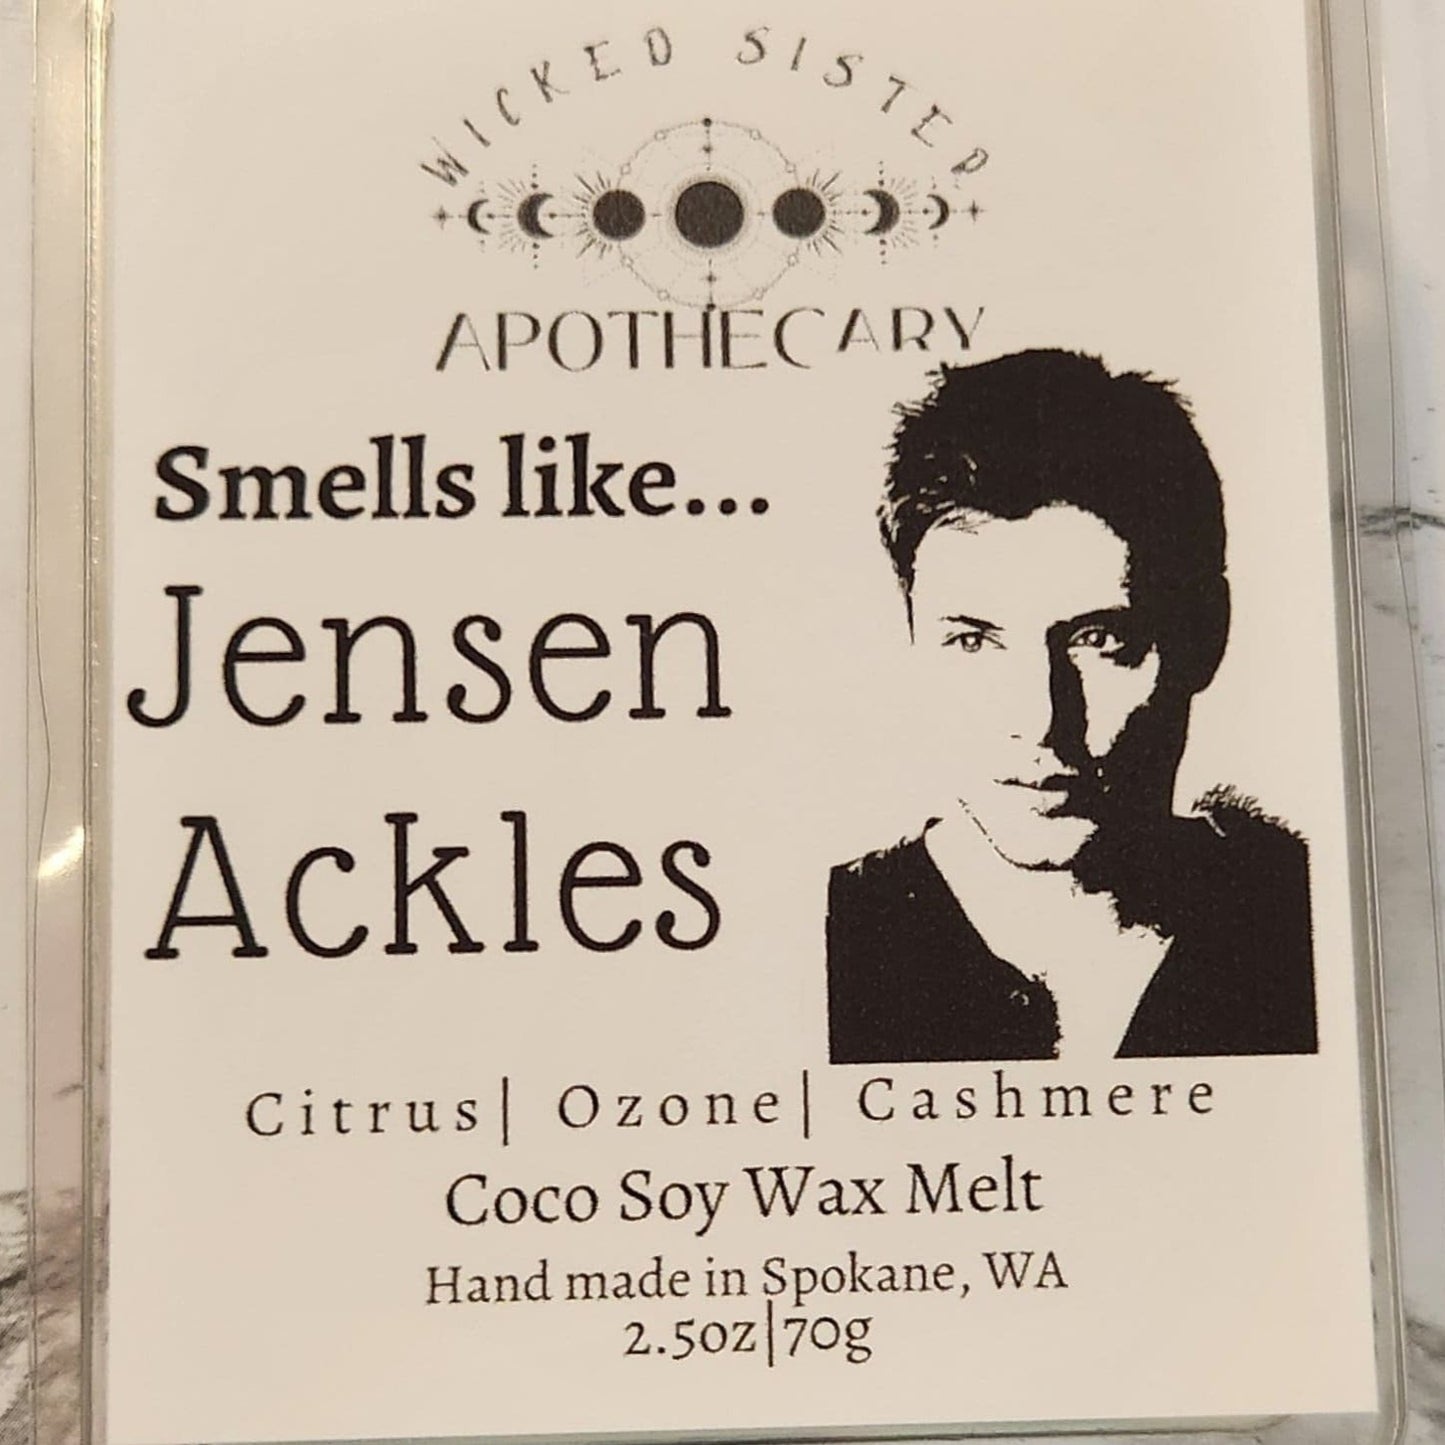 WICKED SISTER
APOTHECARY
Smells like...
Jensen
Ackles
Citrus| Ozone| Cashmere
Coco Soy Wax Melt
Hand made in Spokane, WA
2.5oz|70g